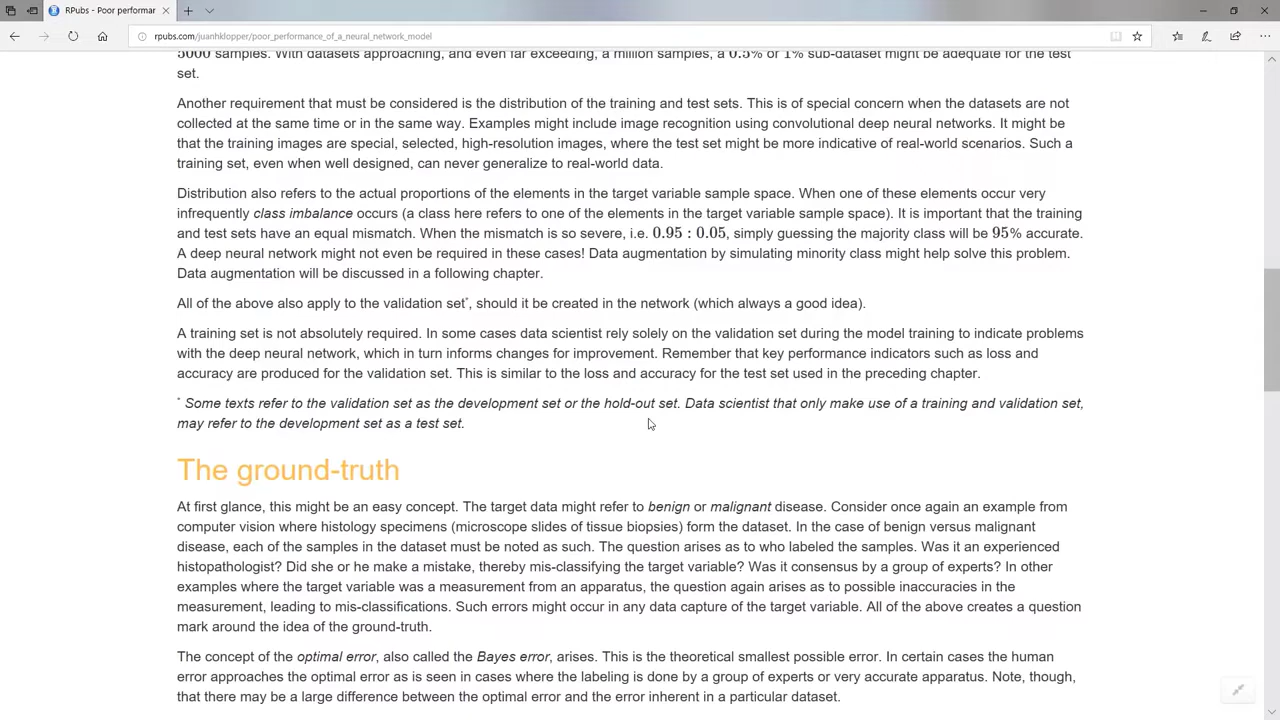 RPubs - Poor performar
rpubs.com/juanhklopper/poor_performance_of_a_neural_network_model
5000 samples. With datasets approaching, and even far exceeding, a million samples, a 0.5% or 1% sub-dataset might be adequate for the test
set.
Another requirement that must be considered is the distribution of the training and test sets. This is of special concern when the datasets are not
collected at the same time or in the same way. Examples might include image recognition using convolutional deep neural networks. It might be
that the training images are special, selected, high-resolution images, where the test set might be more indicative of real-world scenarios. Such a
training set, even when well designed, can never generalize to real-world data.
Distribution also refers to the actual proportions of the elements in the target variable sample space. When one of these elements occur very
infrequently class imbalance occurs (a class here refers to one of the elements in the target variable sample space). It is important that the training
and test sets have an equal mismatch. When the mismatch is so severe, i.e. 0.95 : 0.05, simply guessing the majority class will be 95% accurate.
A deep neural network might not even be required in these cases! Data augmentation by simulating minority class might help solve this problem.
Data augmentation will be discussed in a following chapter.
All of the above also apply to the validation set*, should it be created in the network (which always a good idea).
A training set is not absolutely required. In some cases data scientist rely solely on the validation set during the model training to indicate problems
with the deep neural network, which in turn informs changes for improvement. Remember that key performance indicators such as loss and
accuracy are produced for the validation set. This is similar to the loss and accuracy for the test set used in the preceding chapter.
* Some texts refer to the validation set as the development set or the hold-out set. Data scientist that only make use of a training and validation set,
may refer to the development set as a test set.
The ground-truth
At first glance, this might be an easy concept. The target data might refer to benign or malignant disease. Consider once again an example from
computer vision where histology specimens (microscope slides of tissue biopsies) form the dataset. In the case of benign versus malignant
disease, each of the samples in the dataset must be noted as such. The question arises as to who labeled the samples. Was it an experienced
histopathologist? Did she or he make a mistake, thereby mis-classifying the target variable? Was it consensus by a group of experts? In other
examples where the target variable was a measurement from an apparatus, the question again arises as to possible inaccuracies in the
measurement, leading to mis-classifications. Such errors might occur in any data capture of the target variable. All of the above creates a question
mark around the idea of the ground-truth.
The concept of the optimal error, also called the Bayes error, arises. This is the theoretical smallest possible error. In certain cases the human
error approaches the optimal error as is seen in cases where the labeling is done by a group of experts or very accurate apparatus. Note, though,
that there may be a large difference between the optimal error and the error inherent in a particular dataset.